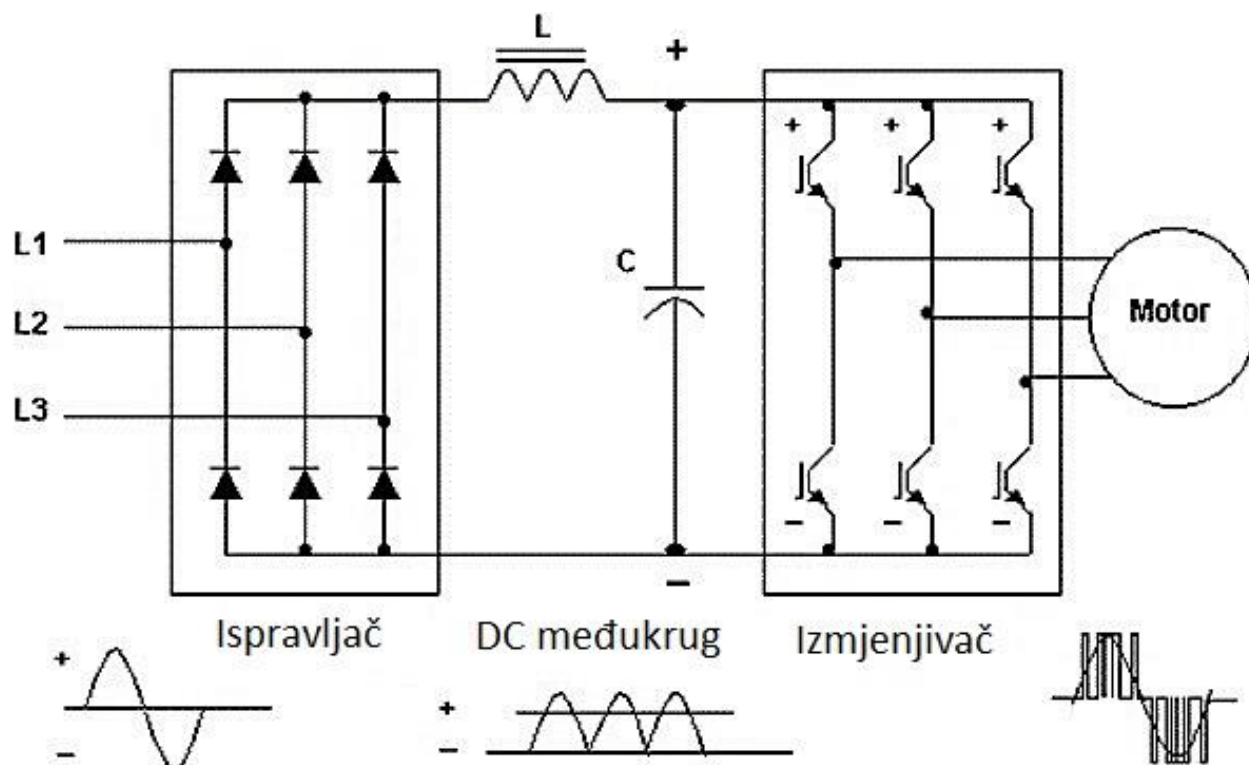 L
+
+
+
+
L1
L2
L3
C
Motor
−
−
−
−
Ispravljač
DC međukrug
Izmjenjivač
+
−
+
−